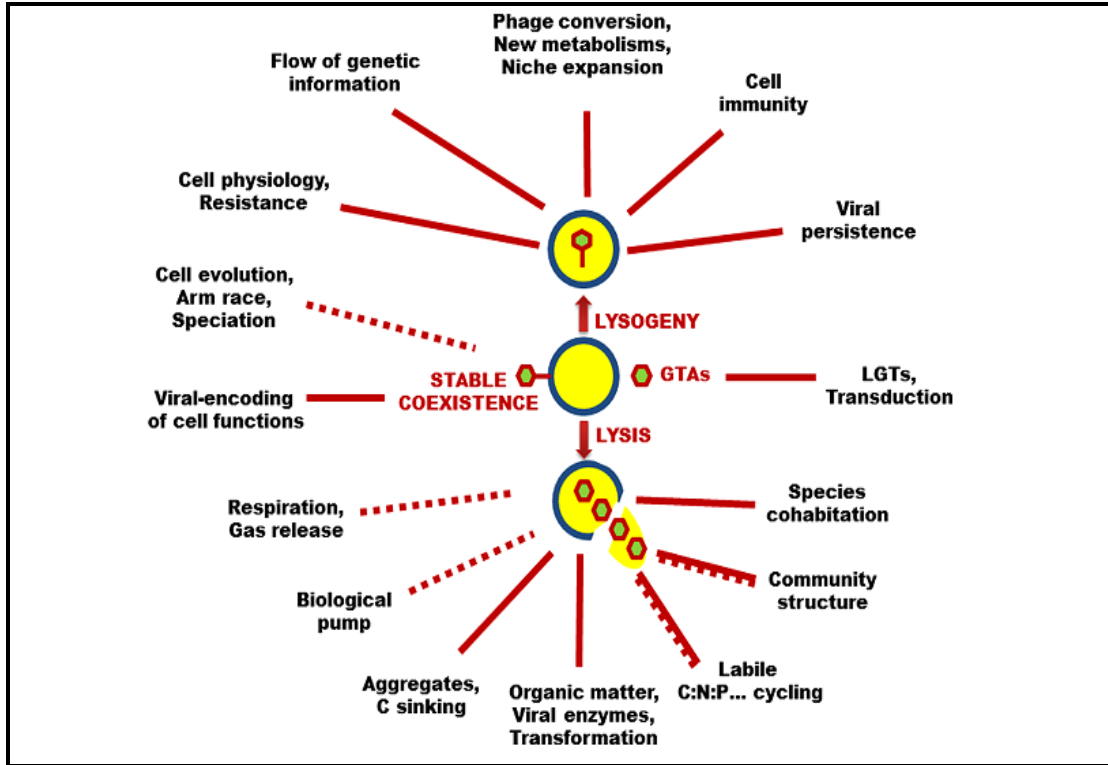 Phage conversion,
New metabolisms,
Niche expansion
Flow of genetic
information
Cell
immunity
Cell physiology,
Resistance
Viral
persistence
Cell evolution,
Arm race,
Speciation
LYSOGENY
STABLE
COEXISTENCE
GTAs
LGTs,
Transduction
Viral-encoding
of cell functions
LYSIS
Respiration,
Gas release
Species
cohabitation
Biological
pump
Community
structure
Aggregates,
C sinking
Organic matter,
Viral enzymes,
Transformation
Labile
C:N:P... cycling